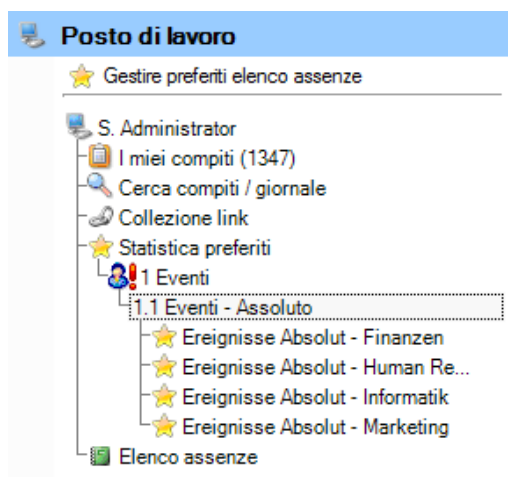 Posto di lavoro
Gestire preferiti elenco assenze
S. Administrator
I miei compiti (1347)
Cerca compiti / giornale
Collezione link
Statistica preferiti
1 Eventi
1.1 Eventi - Assoluto
Ereignisse Absolut - Finanzen
Ereignisse Absolut - Human Re...
Ereignisse Absolut - Informatik
Ereignisse Absolut - Marketing
Elenco assenze